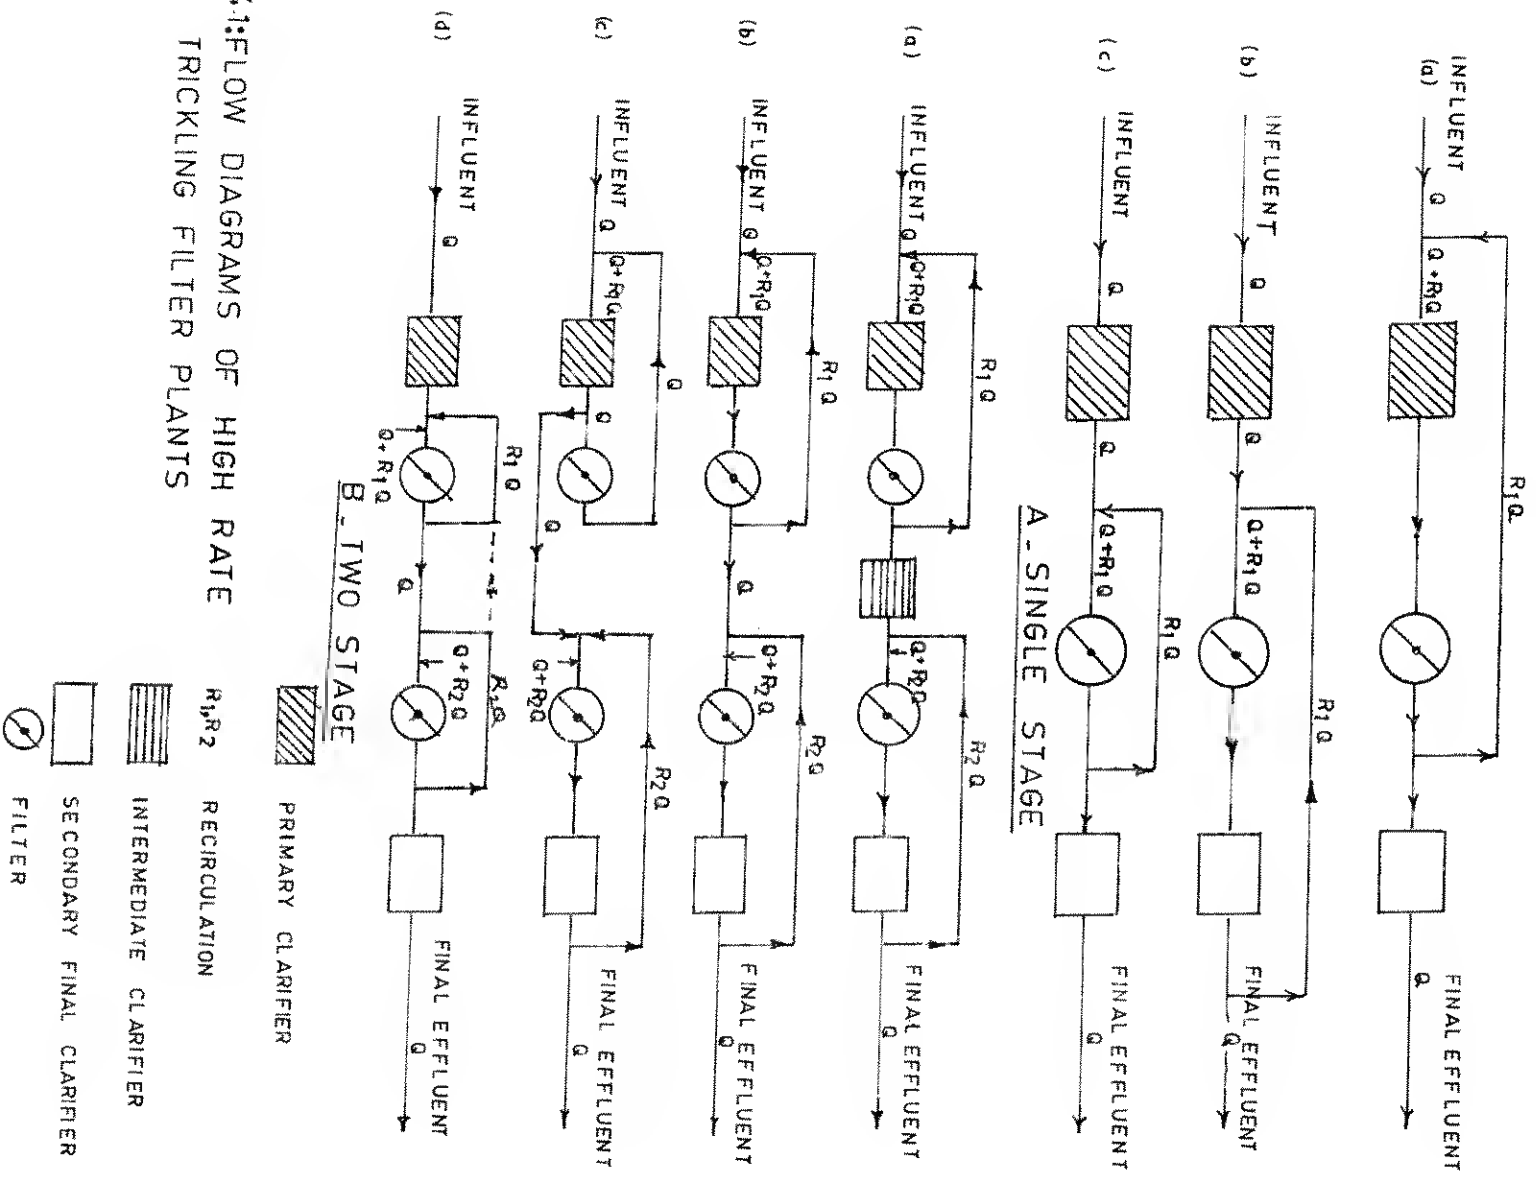 INFLUENT
(a)
Q
Q+R1Q
R1Q
FINAL EFFLUENT
Q
(b)
INFLUENT
Q
Q
Q+R1Q
R1Q
FINAL EFFLUENT
Q
(c)
INFLUENT
Q
Q
Q+R1Q
R1Q
FINAL EFFLUENT
Q
A - SINGLE STAGE
(a)
INFLUENT
Q
Q+R1Q
R1Q
Q+R2Q
R2Q
FINAL EFFLUENT
Q
(b)
INFLUENT
Q
Q+R1Q
R1Q
Q
Q+R2Q
R2Q
FINAL EFFLUENT
Q
(c)
INFLUENT
Q
Q+R1Q
Q
Q
Q
Q+R2Q
R2Q
FINAL EFFLUENT
Q
(d)
INFLUENT
Q
Q+R1Q
R1Q
Q
Q+R2Q
R2Q
FINAL EFFLUENT
Q
B - TWO STAGE
PRIMARY CLARIFIER
R1,R2 RECIRCULATION
INTERMEDIATE CLARIFIER
SECONDARY FINAL CLARIFIER
FILTER
1:FLOW DIAGRAMS OF HIGH RATE
TRICKLING FILTER PLANTS